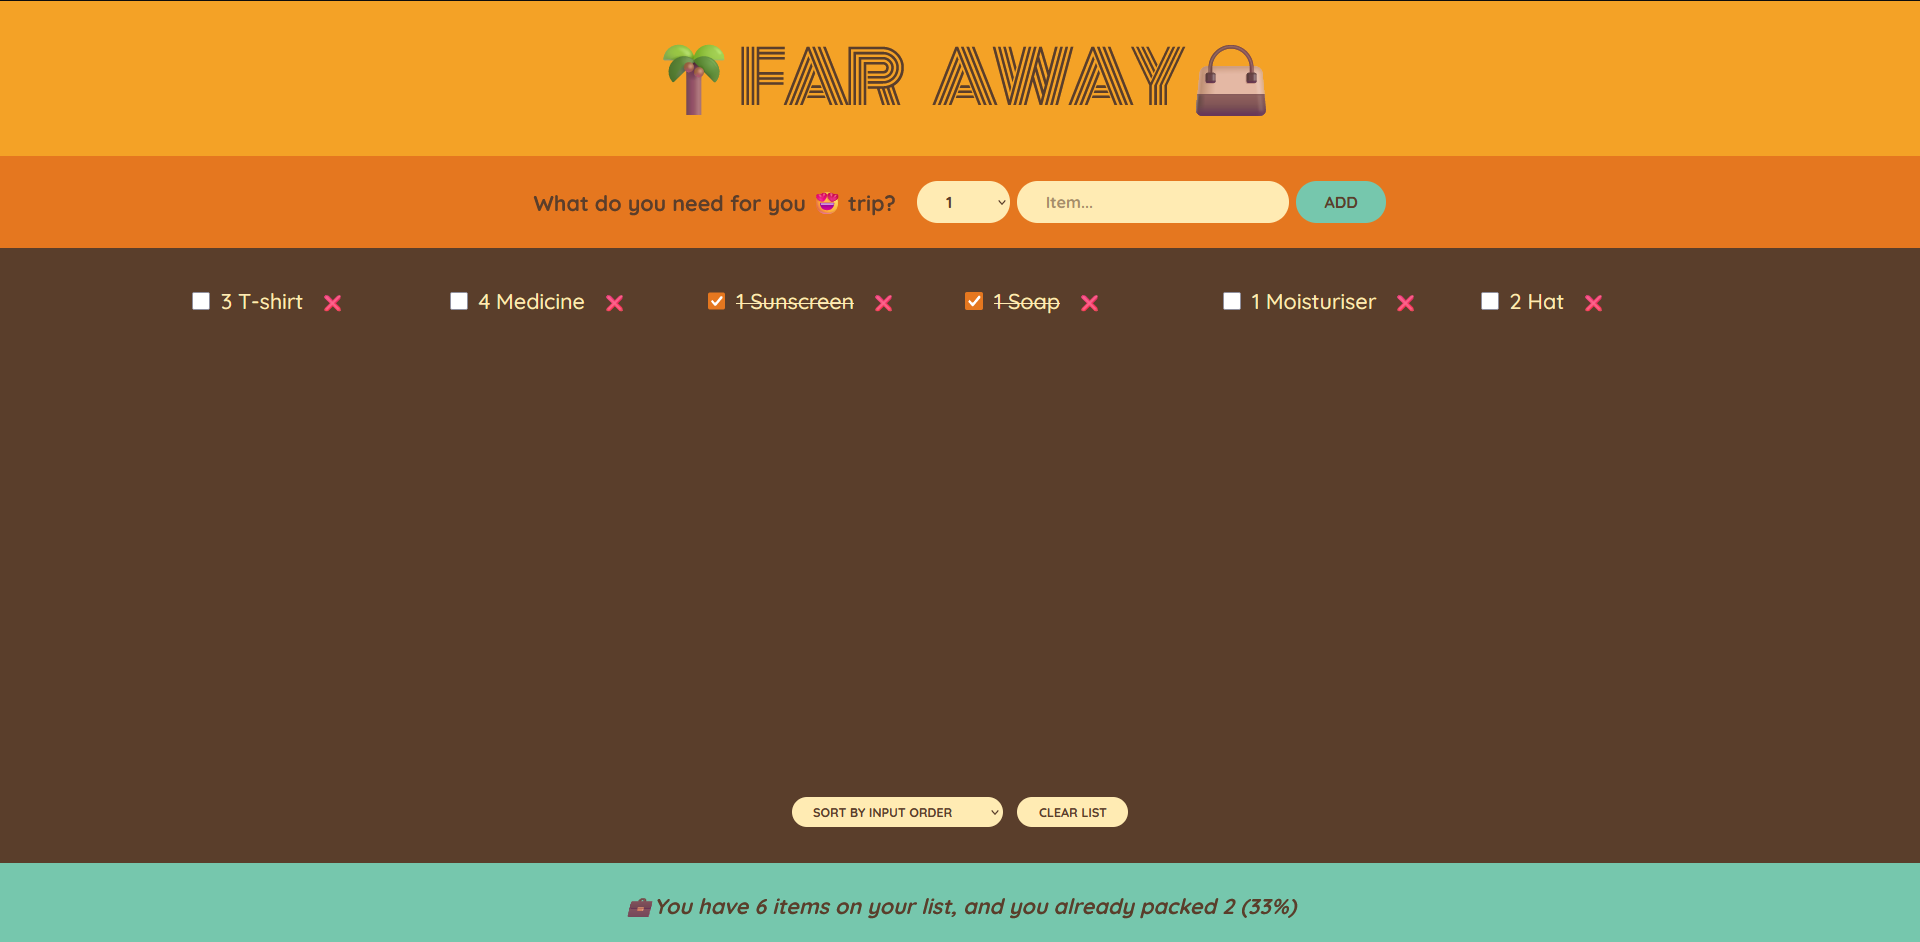 FAR AWAY
What do you need for you 😍 trip? 1 Item... ADD
3 T-shirt ❌ 4 Medicine ❌ 1 Sunscreen ❌ 1 Soap ❌ 1 Moisturiser ❌ 2 Hat ❌
SORT BY INPUT ORDER CLEAR LIST
You have 6 items on your list, and you already packed 2 (33%)